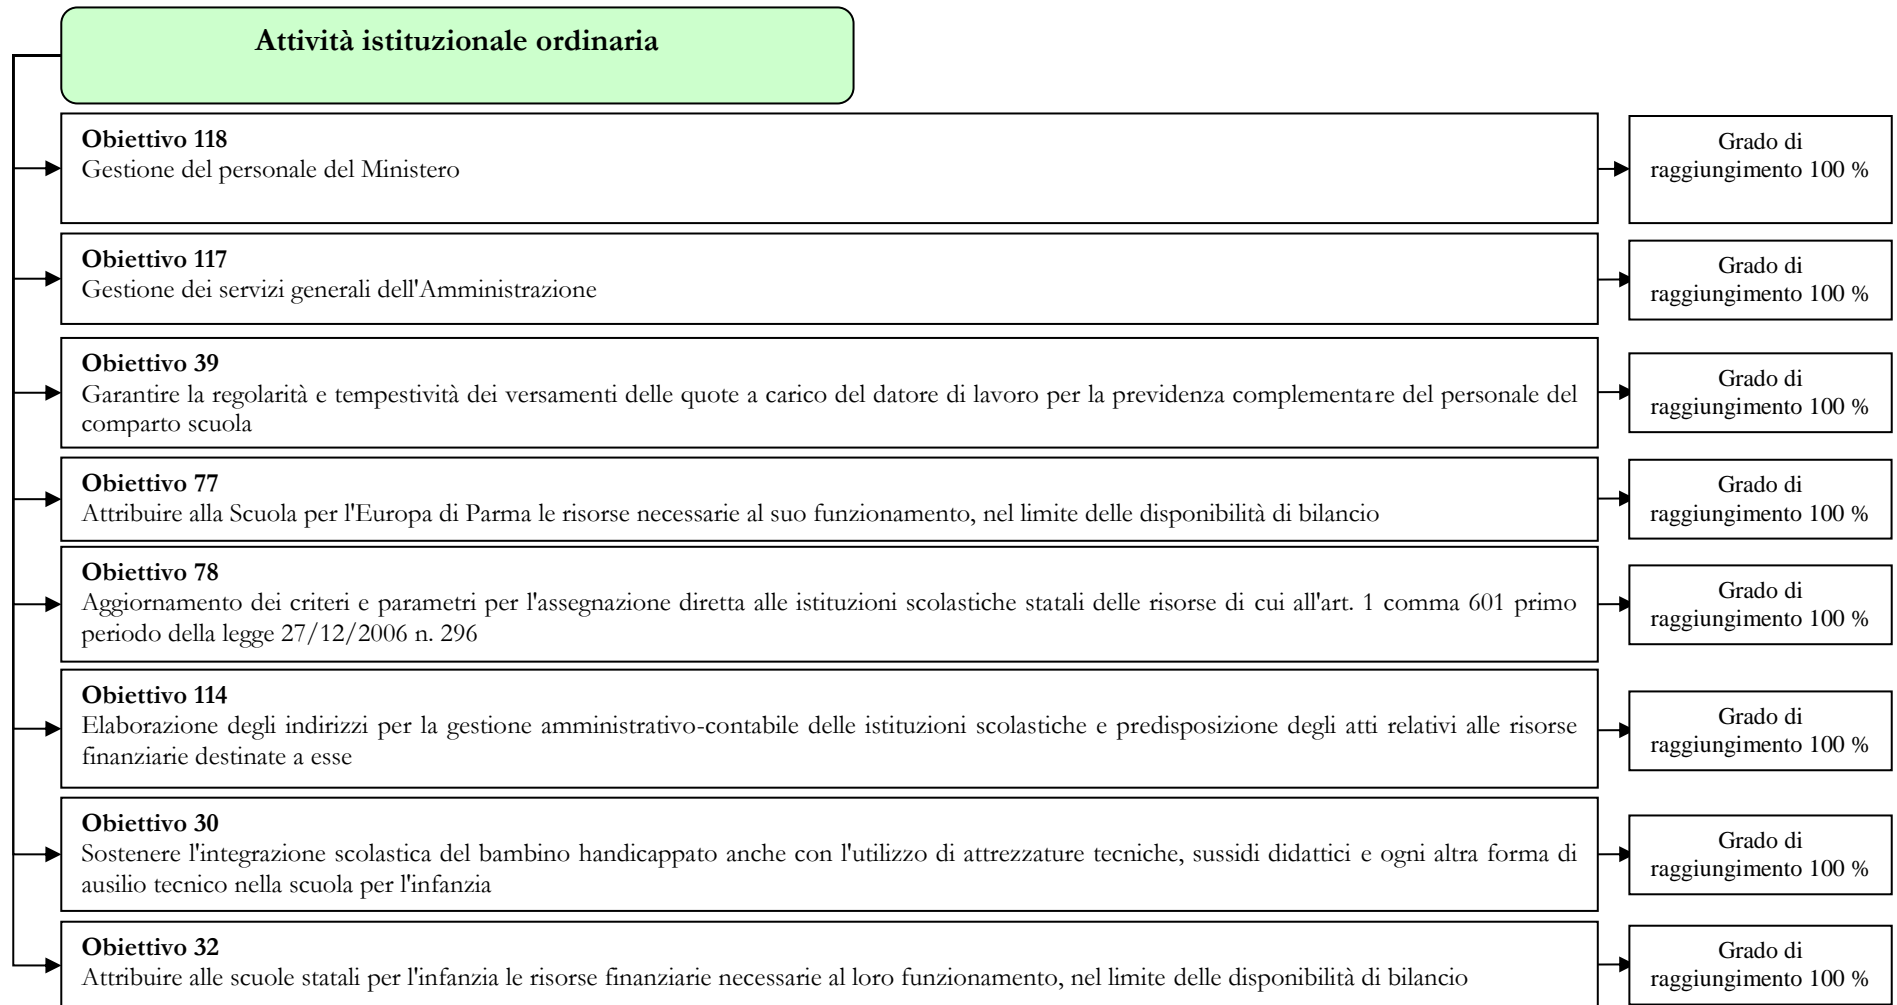 Attività istituzionale ordinaria
Obiettivo 118
Gestione del personale del Ministero
Grado di
raggiungimento 100 %
Obiettivo 117
Gestione dei servizi generali dell'Amministrazione
Grado di
raggiungimento 100 %
Obiettivo 39
Garantire la regolarità e tempestività dei versamenti delle quote a carico del datore di lavoro per la previdenza complementare del personale del
comparto scuola
Grado di
raggiungimento 100 %
Obiettivo 77
Attribuire alla Scuola per l'Europa di Parma le risorse necessarie al suo funzionamento, nel limite delle disponibilità di bilancio
Grado di
raggiungimento 100 %
Obiettivo 78
Aggiornamento dei criteri e parametri per l'assegnazione diretta alle istituzioni scolastiche statali delle risorse di cui all'art. 1 comma 601 primo
periodo della legge 27/12/2006 n. 296
Grado di
raggiungimento 100 %
Obiettivo 114
Elaborazione degli indirizzi per la gestione amministrativo-contabile delle istituzioni scolastiche e predisposizione degli atti relativi alle risorse
finanziarie destinate a esse
Grado di
raggiungimento 100 %
Obiettivo 30
Sostenere l'integrazione scolastica del bambino handicappato anche con l'utilizzo di attrezzature tecniche, sussidi didattici e ogni altra forma di
ausilio tecnico nella scuola per l'infanzia
Grado di
raggiungimento 100 %
Obiettivo 32
Attribuire alle scuole statali per l'infanzia le risorse finanziarie necessarie al loro funzionamento, nel limite delle disponibilità di bilancio
Grado di
raggiungimento 100 %